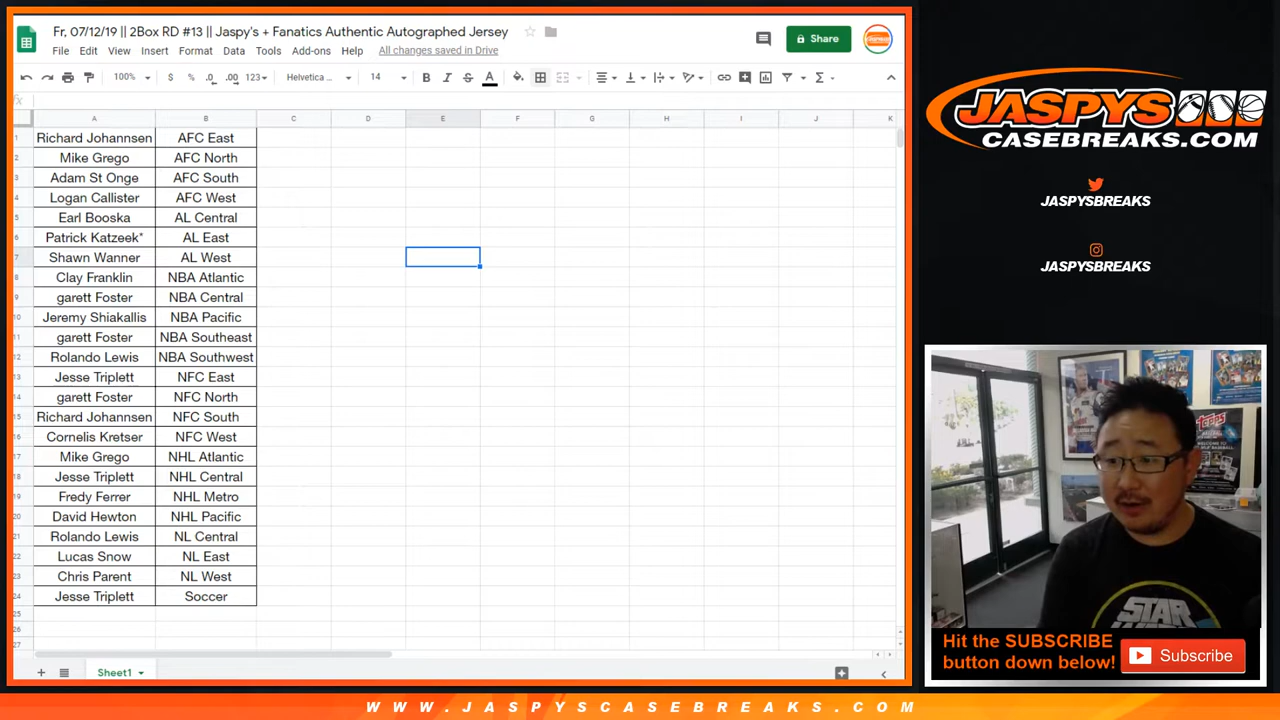 Fr, 07/12/19 || 2Box RD #13 || Jaspy's + Fanatics Authentic Autographed Jersey
File Edit View Insert Format Data Tools Add-ons Help All changes saved in Drive
Share
100% $ % .0 .00 123 Helvetica ... 14 B I S A
fx
A B C D E F G H I J K
1 Richard Johannsen AFC East
2 Mike Grego AFC North
3 Adam St Onge AFC South
4 Logan Callister AFC West
5 Earl Booska AL Central
6 Patrick Katzeek* AL East
7 Shawn Wanner AL West
8 Clay Franklin NBA Atlantic
9 garett Foster NBA Central
10 Jeremy Shiakallis NBA Pacific
11 garett Foster NBA Southeast
12 Rolando Lewis NBA Southwest
13 Jesse Triplett NFC East
14 garett Foster NFC North
15 Richard Johannsen NFC South
16 Cornelis Kretser NFC West
17 Mike Grego NHL Atlantic
18 Jesse Triplett NHL Central
19 Fredy Ferrer NHL Metro
20 David Hewton NHL Pacific
21 Rolando Lewis NL Central
22 Lucas Snow NL East
23 Chris Parent NL West
24 Jesse Triplett Soccer
25
26
27
Sheet1
JASPYS
CASEBREAKS.COM
JASPYSBREAKS
JASPYSBREAKS
Topps
STAR
Hit the SUBSCRIBE
button down below!
Subscribe
WWW.JASPYSCASEBREAKS.COM